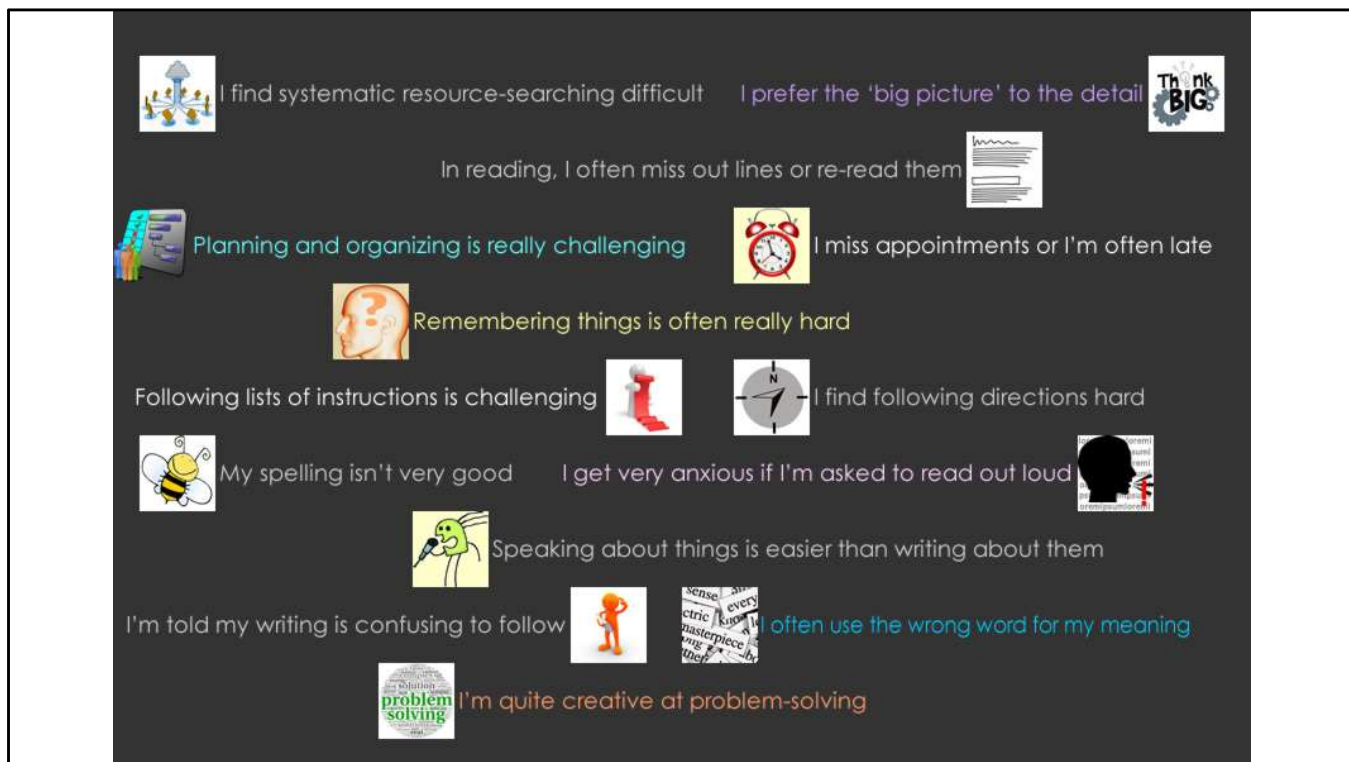 I find systematic resource-searching difficult
I prefer the ‘big picture’ to the detail
Th nk
BIG
In reading, I often miss out lines or re-read them
Planning and organizing is really challenging
I miss appointments or I’m often late
?
Remembering things is often really hard
Following lists of instructions is challenging
N
I find following directions hard
My spelling isn’t very good
I get very anxious if I’m asked to read out loud
!
oremipsumloremi
Speaking about things is easier than writing about them
I’m told my writing is confusing to follow
sense
every
ctric
masterpiece
I often use the wrong word for my meaning
solution
problem
solving
I’m quite creative at problem-solving